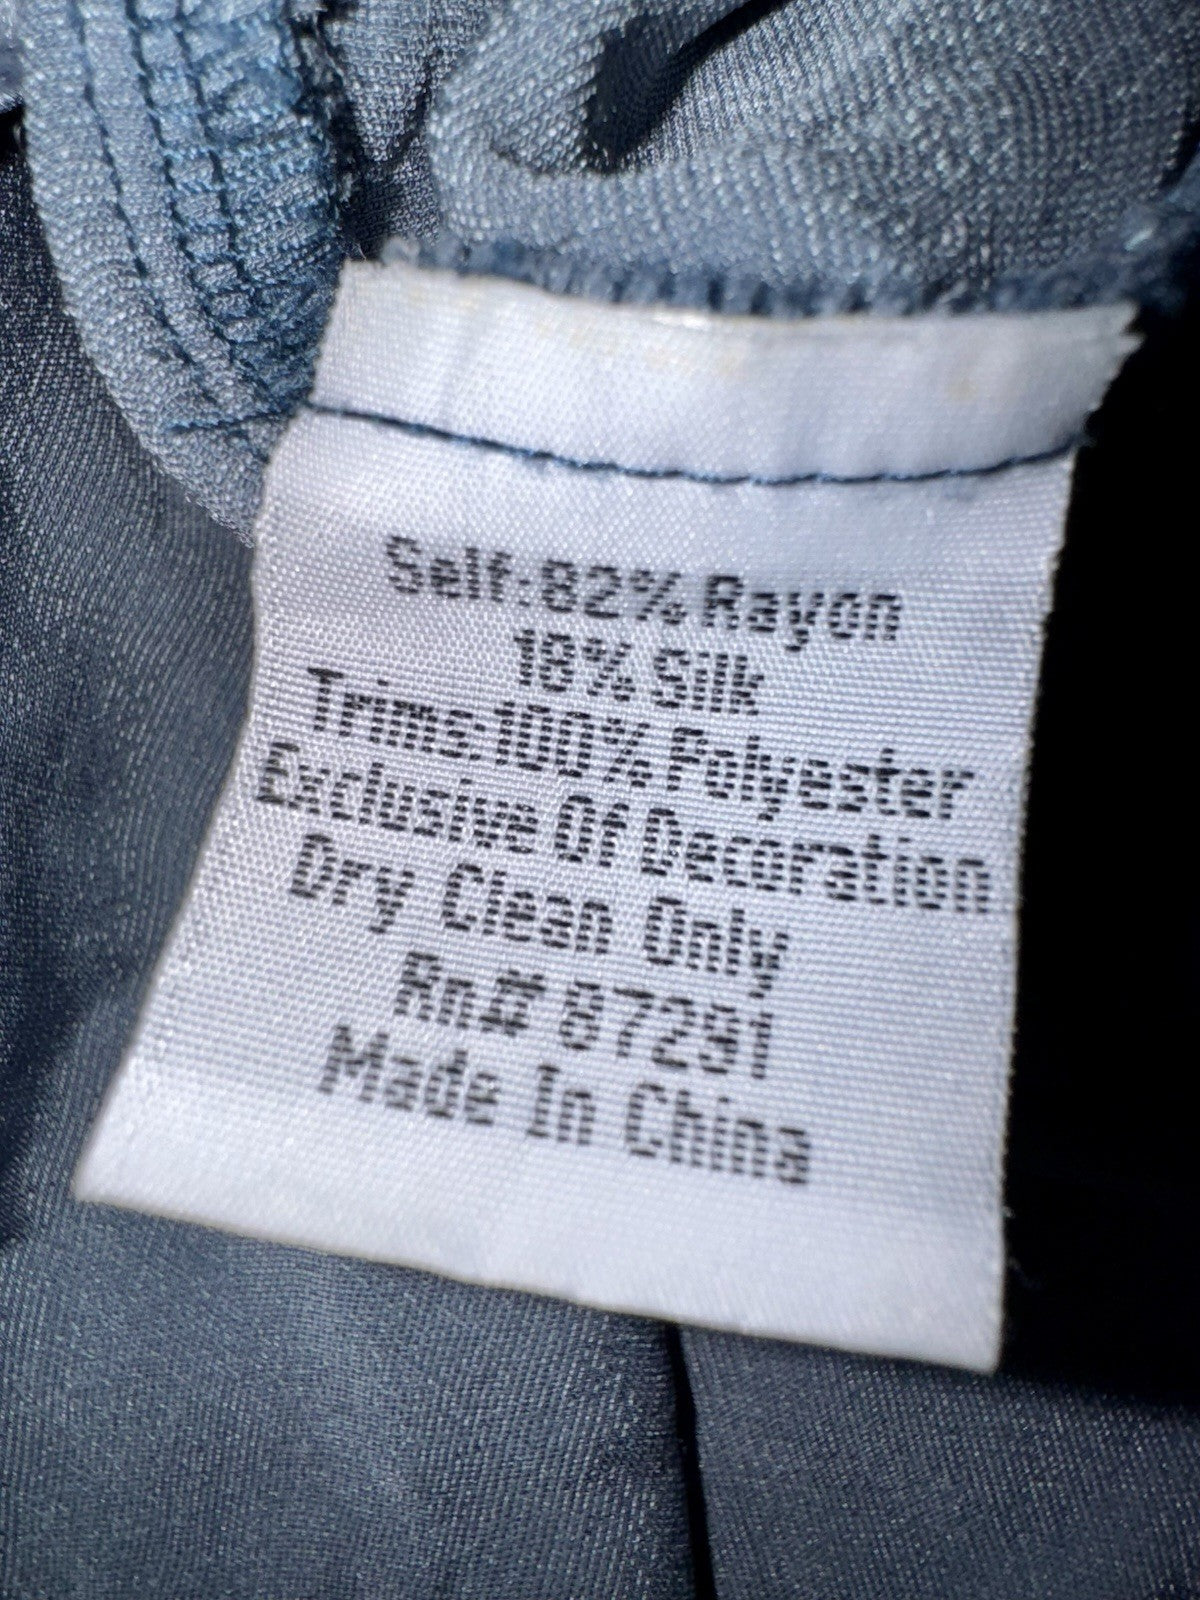 Self:82% Rayon
18% Silk
Trims:100% Polyester
Exclusive Of Decoration
Dry Clean Only
Rn# 87291
Made In China